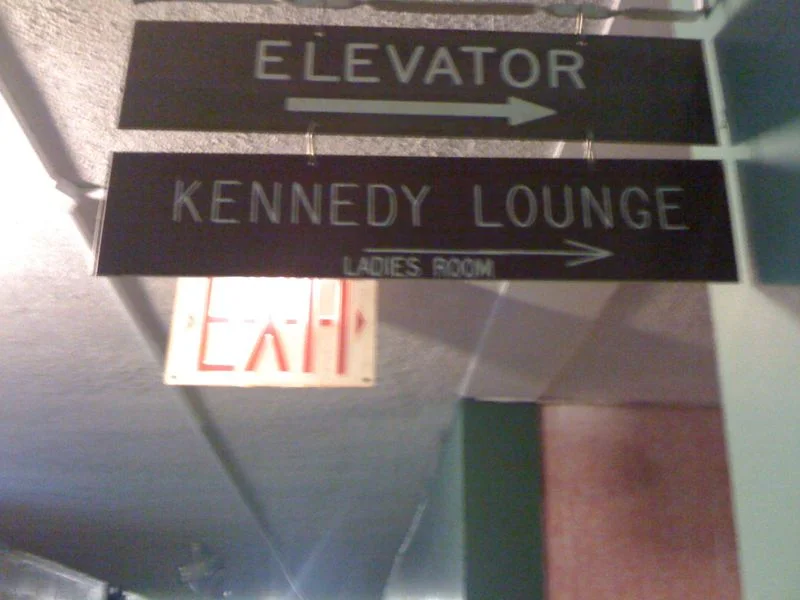 ELEVATOR
KENNEDY LOUNGE
LADIES ROOM
EXIT